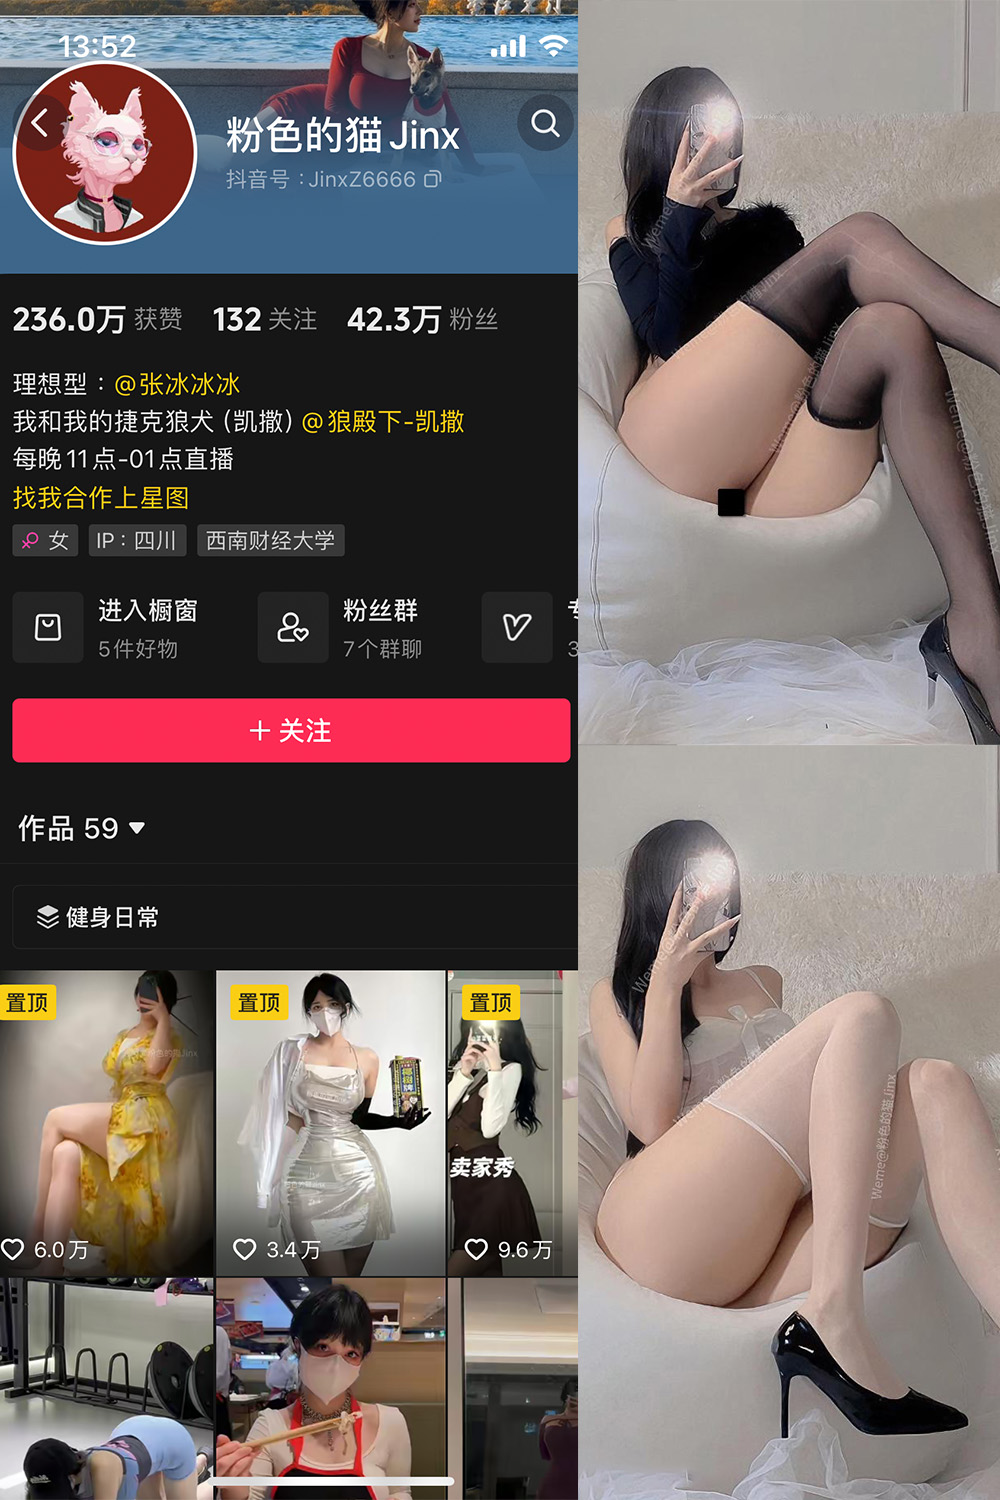 13:52
粉色的猫 Jinx
抖音号：JinxZ6666
236.0万 获赞 132 关注 42.3万 粉丝
理想型：@张冰冰冰
我和我的捷克狼犬（凯撒）@狼殿下-凯撒
每晚11点-01点直播
找我合作上星图
女 IP：四川 西南财经大学
进入橱窗 粉丝群
5件好物 7个群聊
+ 关注
作品 59
健身日常
置顶 置顶 置顶
椰树牌
卖家秀
6.0万 3.4万 9.6万
Weme@粉色的猫Jinx
Weme@粉色的猫Jinx